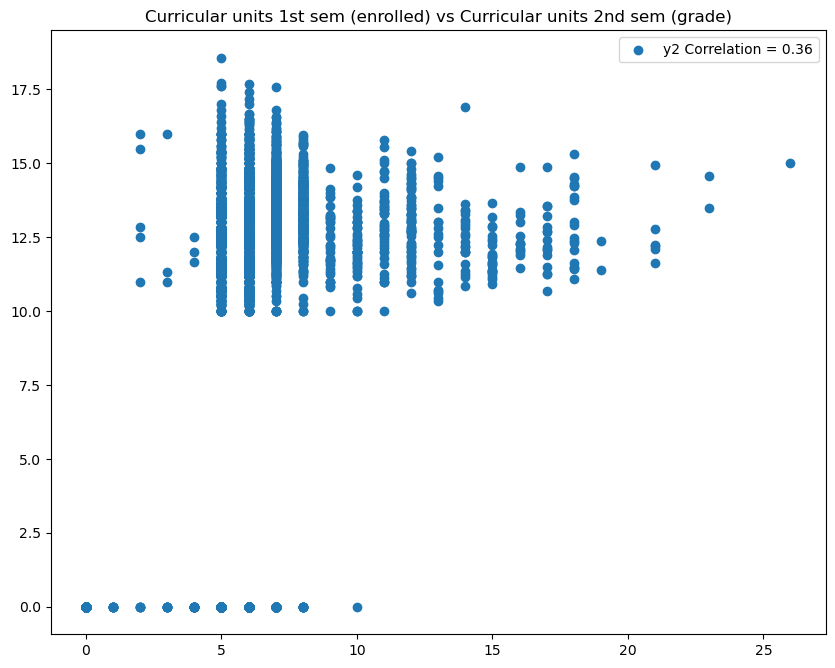 Curricular units 1st sem (enrolled) vs Curricular units 2nd sem (grade)
y2 Correlation = 0.36
17.5
15.0
12.5
10.0
7.5
5.0
2.5
0.0
0 5 10 15 20 25